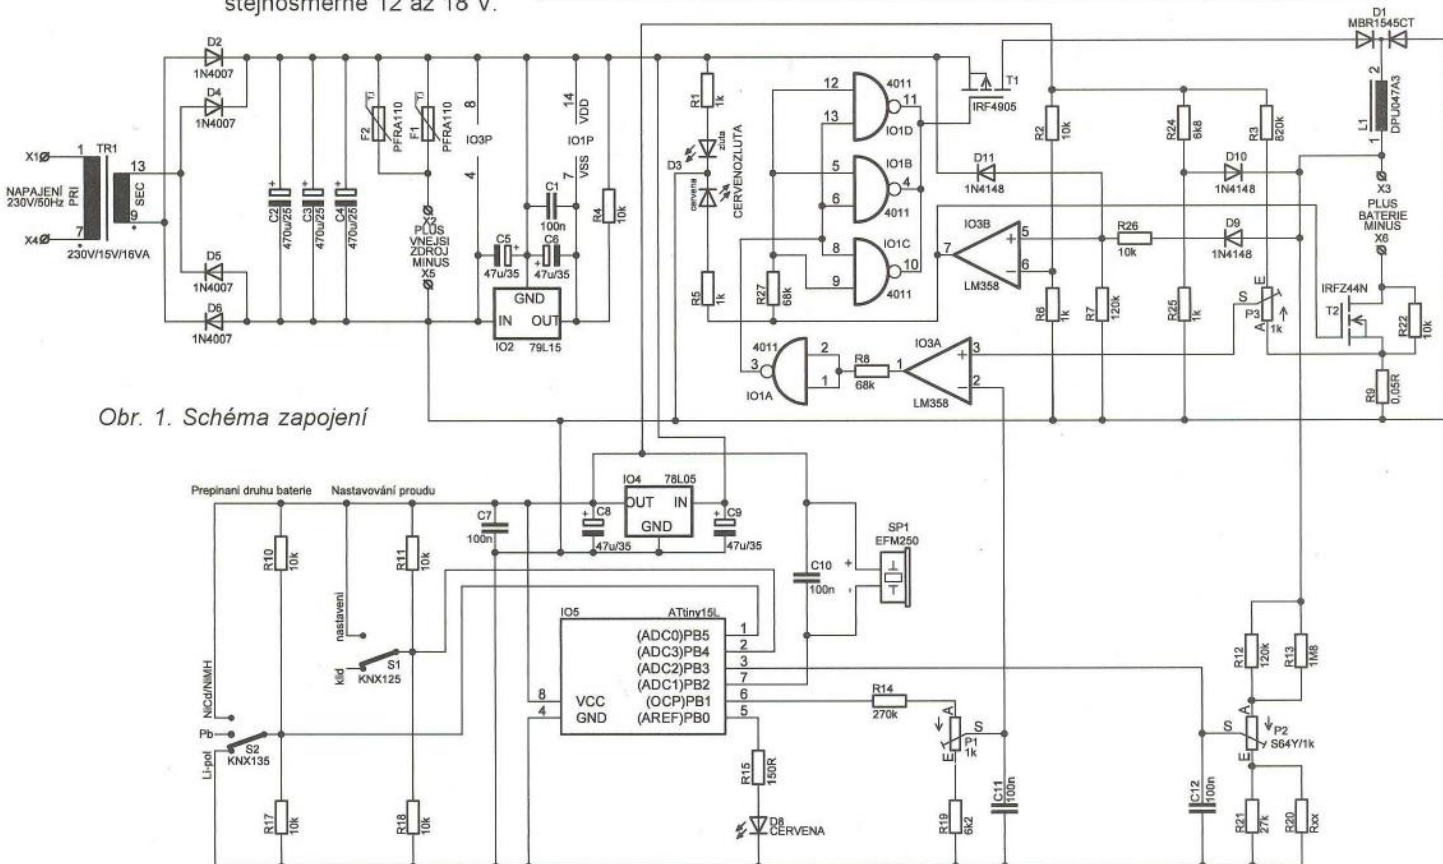 stejnosměrné 12 až 18 V.
D1
MBR1545CT
D2
1N4007
D4
1N4007
D5
1N4007
D6
1N4007
X1
NAPAJENÍ
230V/50Hz
X4
1
7
PRI
TR1
SEC
13
9
230V/15V/16VA
C2
470u/25
C3
470u/25
C4
470u/25
F2
PFRA110
F1
PFRA110
X2
PLUS
VNEJSI
ZDROJ
MINUS
X5
8
IO3P
4
14
VDD
IO1P
VSS
7
C1
100n
C5
47u/35
C6
47u/35
GND
IN
OUT
IO2
79L15
R4
10k
R1
1k
D3
zluta
cervena
CERVENOZLUTA
R5
1k
R27
68k
12
13
4011
11
IO1D
5
6
IO1B
4
4011
8
9
IO1C
10
4011
T1
IRF4905
R2
10k
R24
6k8
R3
820k
D11
1N4148
D10
1N4148
D9
1N4148
R26
10k
IO3B
7
5
6
LM358
R6
1k
R7
120k
R25
1k
E
S
P3
A
1k
2
L1
DPU047A3
1
X3
PLUS
BATERIE
MINUS
X6
IRFZ44N
T2
R22
10k
R9
0,05R
4011
3
2
1
IO1A
R8
68k
IO3A
1
3
2
LM358
Obr. 1. Schéma zapojení
Prepinani druhu baterie
Nastavování proudu
R10
10k
R11
10k
C7
100n
IO4
78L05
OUT
IN
GND
C8
47u/35
C9
47u/35
C10
100n
SP1
EFM250
nastaveni
klid
S1
KNX125
NiCd/NiMH
Pb
Li-pol
S2
KNX135
R17
10k
R18
10k
IO5
ATtiny15L
(ADC0)PB5
1
(ADC3)PB4
2
(ADC2)PB3
3
(ADC1)PB2
7
8
VCC
(OCP)PB1
6
4
GND
(AREF)PB0
5
R14
270k
R15
150R
D8
CERVENA
A
S
P1
E
1k
R19
6k2
C11
100n
C12
100n
R12
120k
R13
1M8
A
S
P2
S64Y/1k
E
R21
27k
R20
Rxx